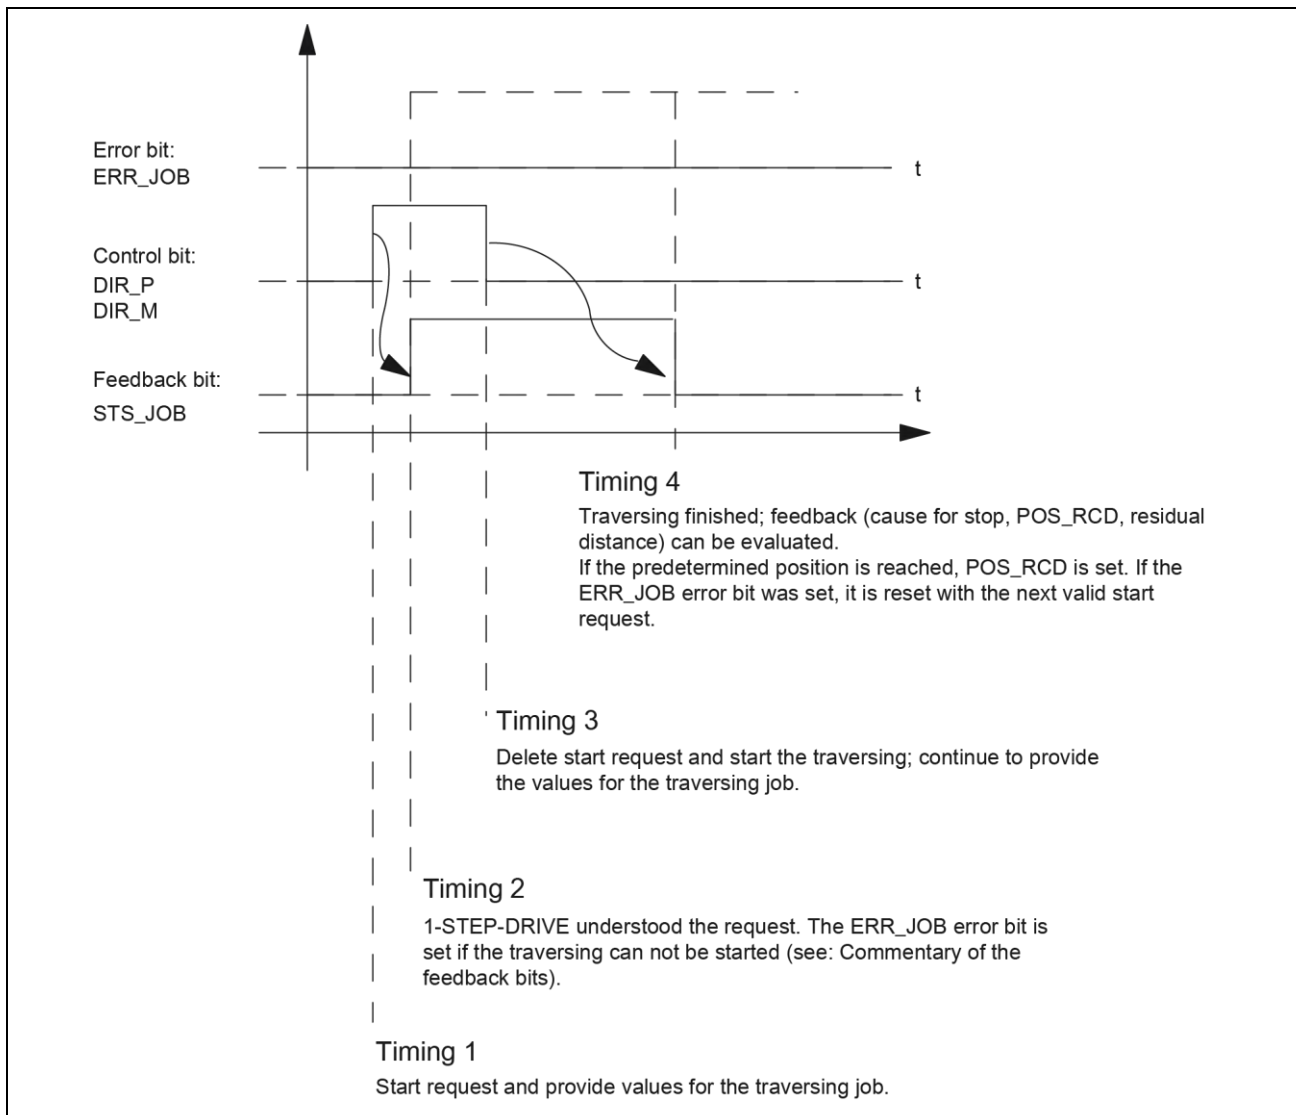 Error bit:
ERR_JOB
t
Control bit:
DIR_P
DIR_M
t
Feedback bit:
STS_JOB
t
Timing 4
Traversing finished; feedback (cause for stop, POS_RCD, residual
distance) can be evaluated.
If the predetermined position is reached, POS_RCD is set. If the
ERR_JOB error bit was set, it is reset with the next valid start
request.
Timing 3
Delete start request and start the traversing; continue to provide
the values for the traversing job.
Timing 2
1-STEP-DRIVE understood the request. The ERR_JOB error bit is
set if the traversing can not be started (see: Commentary of the
feedback bits).
Timing 1
Start request and provide values for the traversing job.